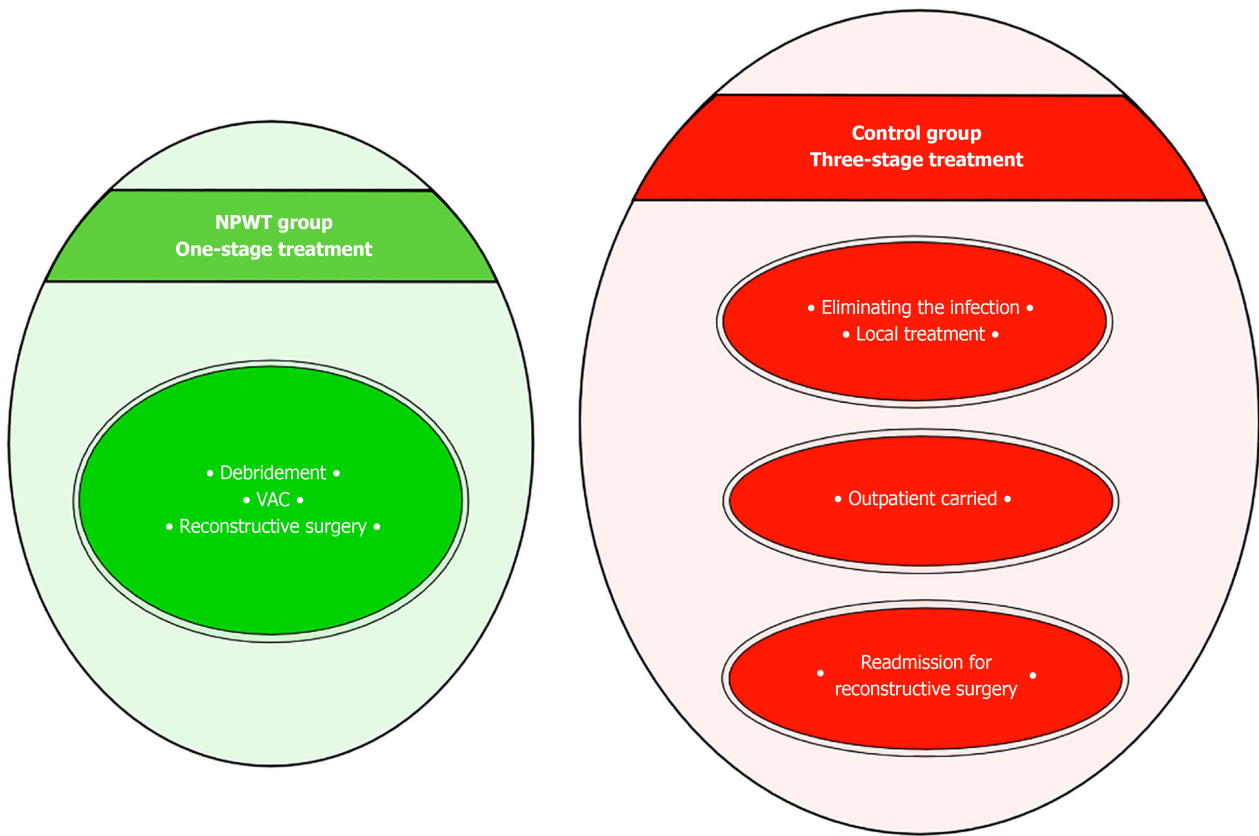 NPWT group
One-stage treatment
• Debridement •
• VAC •
• Reconstructive surgery •
Control group
Three-stage treatment
• Eliminating the infection •
• Local treatment •
• Outpatient carried •
• Readmission for
reconstructive surgery •